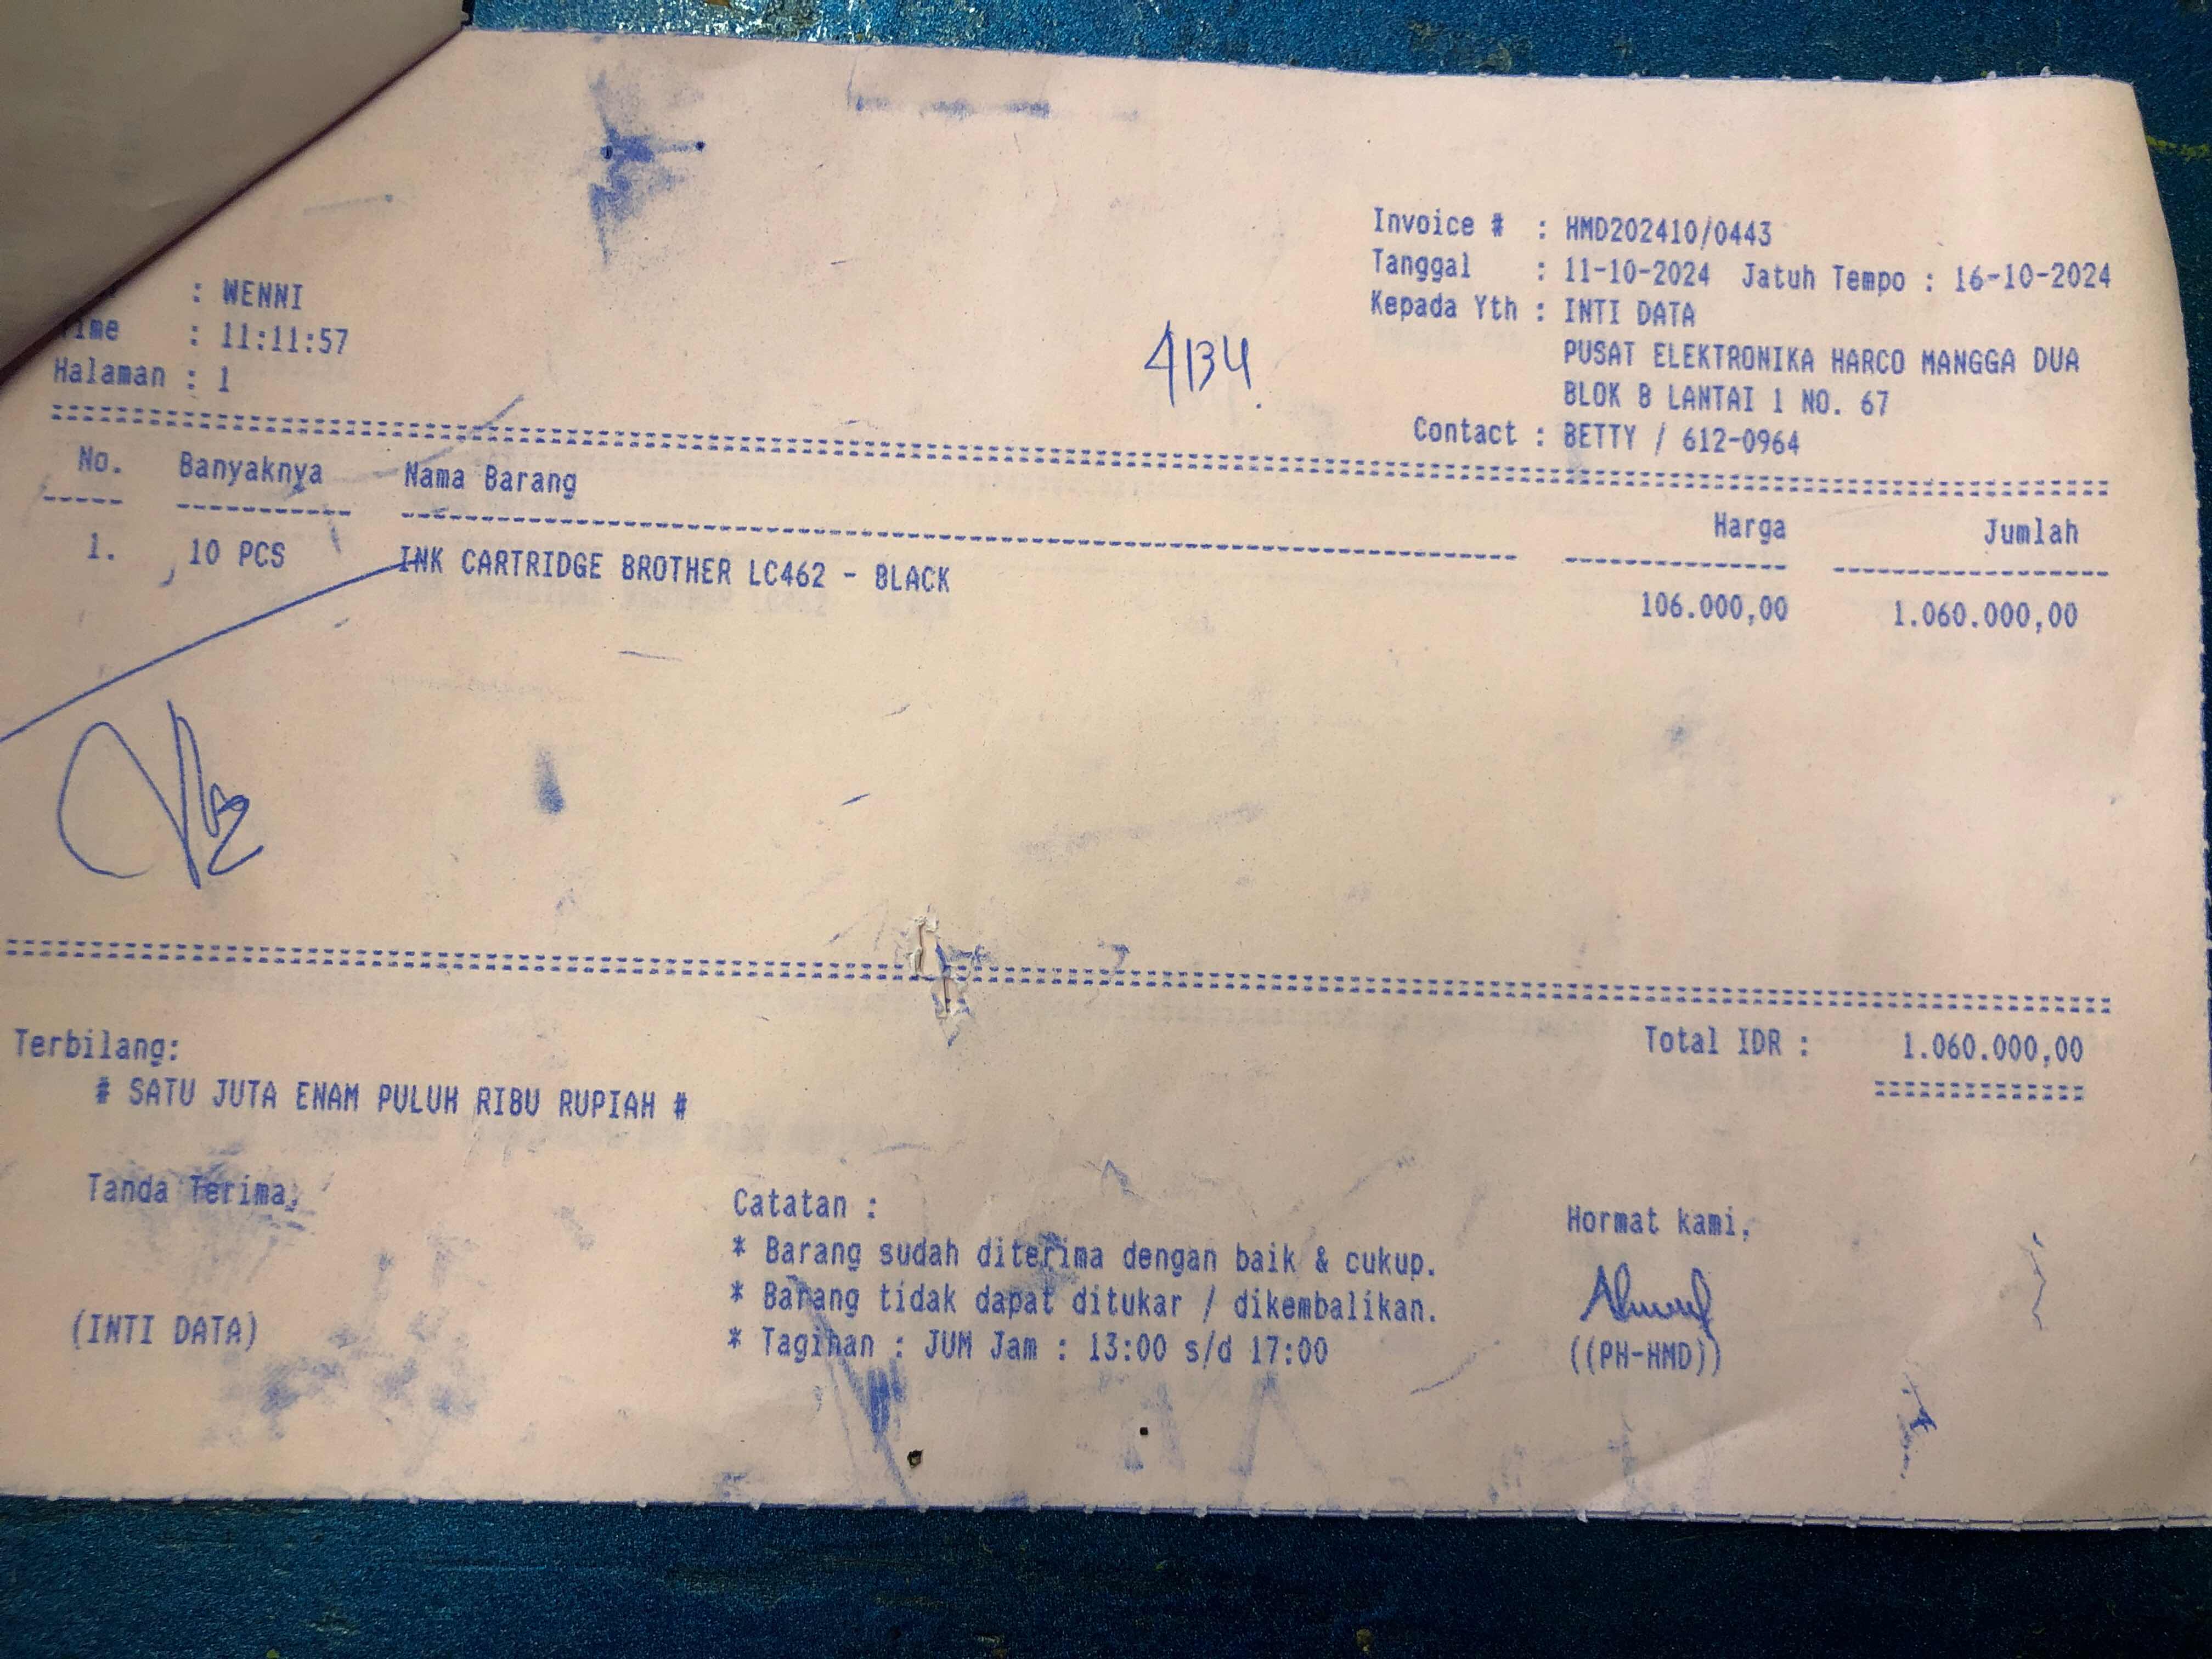 : WENNI
Time : 11:11:57
Halaman : 1
4134
Invoice # : HMD202410/0443
Tanggal : 11-10-2024 Jatuh Tempo : 16-10-2024
Kepada Yth : INTI DATA
PUSAT ELEKTRONIKA HARCO MANGGA DUA
BLOK B LANTAI 1 NO. 67
Contact : BETTY / 612-0964
No. Banyaknya Nama Barang Harga Jumlah
1. 10 PCS INK CARTRIDGE BROTHER LC462 - BLACK 106.000,00 1.060.000,00
Total IDR : 1.060.000,00
Terbilang:
# SATU JUTA ENAM PULUH RIBU RUPIAH #
Tanda Terima,
(INTI DATA)
Catatan :
* Barang sudah diterima dengan baik & cukup.
* Barang tidak dapat ditukar / dikembalikan.
* Tagihan : JUM Jam : 13:00 s/d 17:00
Hormat kami,
((PH-HMD))